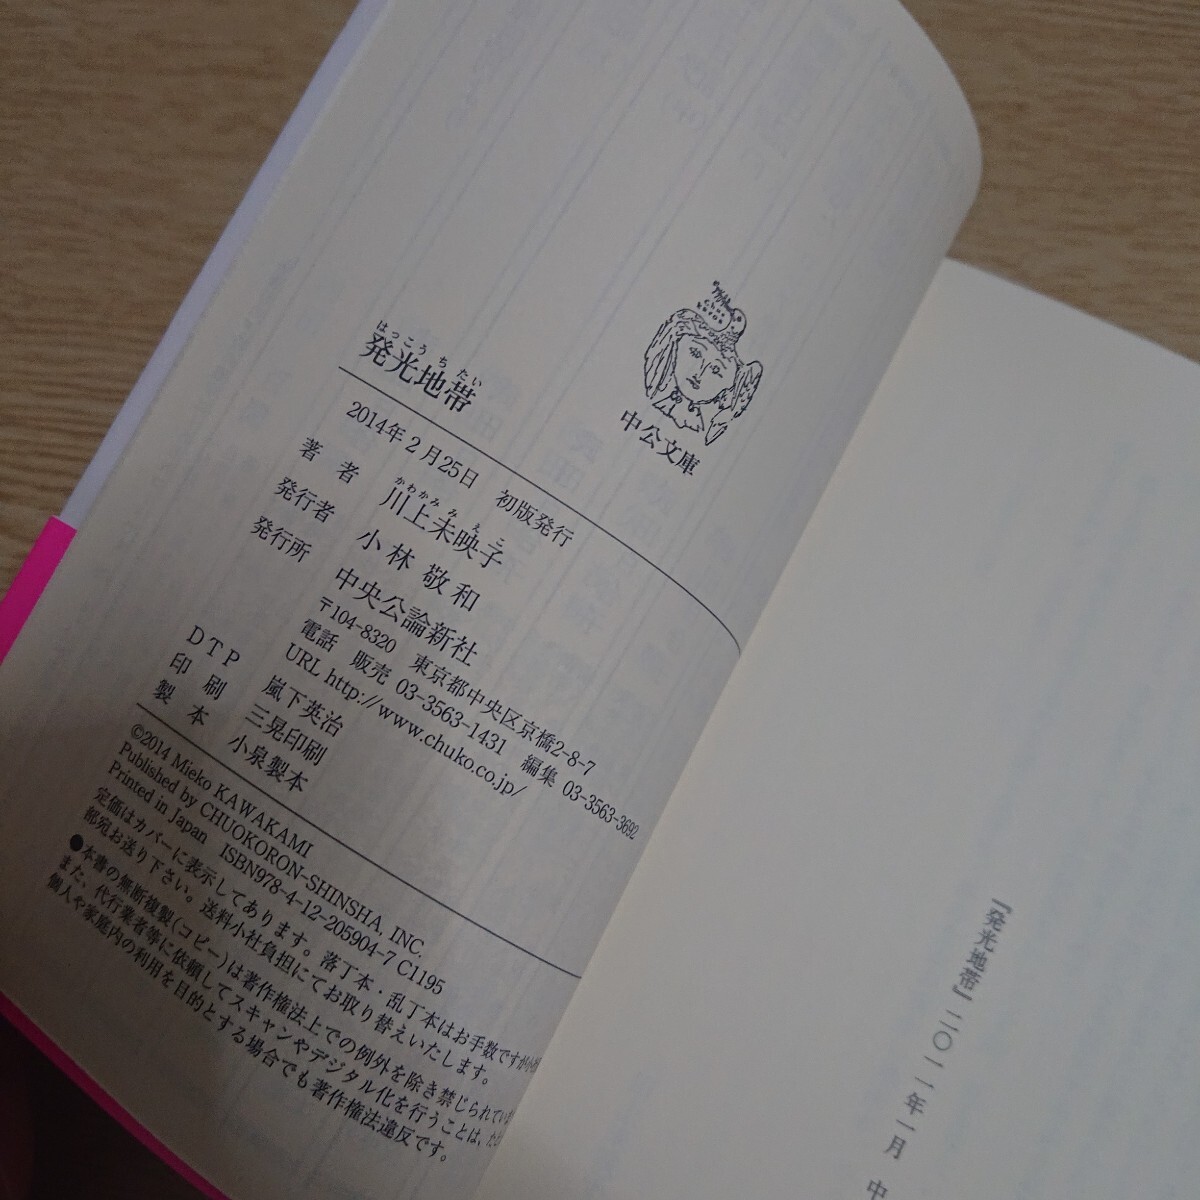 chuo
koron
中公文庫
はっこうちたい
発光地帯
2014年2月25日　初版発行
かわかみみえこ
著者　川上未映子
発行者　小林敬和
発行所　中央公論新社
〒104-8320　東京都中央区京橋2-8-7
電話　販売 03-3563-1431　編集 03-3563-3692
URL http://www.chuko.co.jp/
DTP　嵐下英治
印刷　三晃印刷
製本　小泉製本
©2014 Mieko KAWAKAMI
Published by CHUOKORON-SHINSHA, INC.
Printed in Japan　ISBN978-4-12-205904-7 C1195
定価はカバーに表示してあります。落丁本・乱丁本はお手数ですが小
部宛お送り下さい。送料小社負担にてお取り替えいたします。
●本書の無断複製(コピー)は著作権法上での例外を除き禁じられてい
また、代行業者等に依頼してスキャンやデジタル化を行うことは、たと
個人や家庭内の利用を目的とする場合でも著作権法違反です。
『発光地帯』二〇一一年一月　中